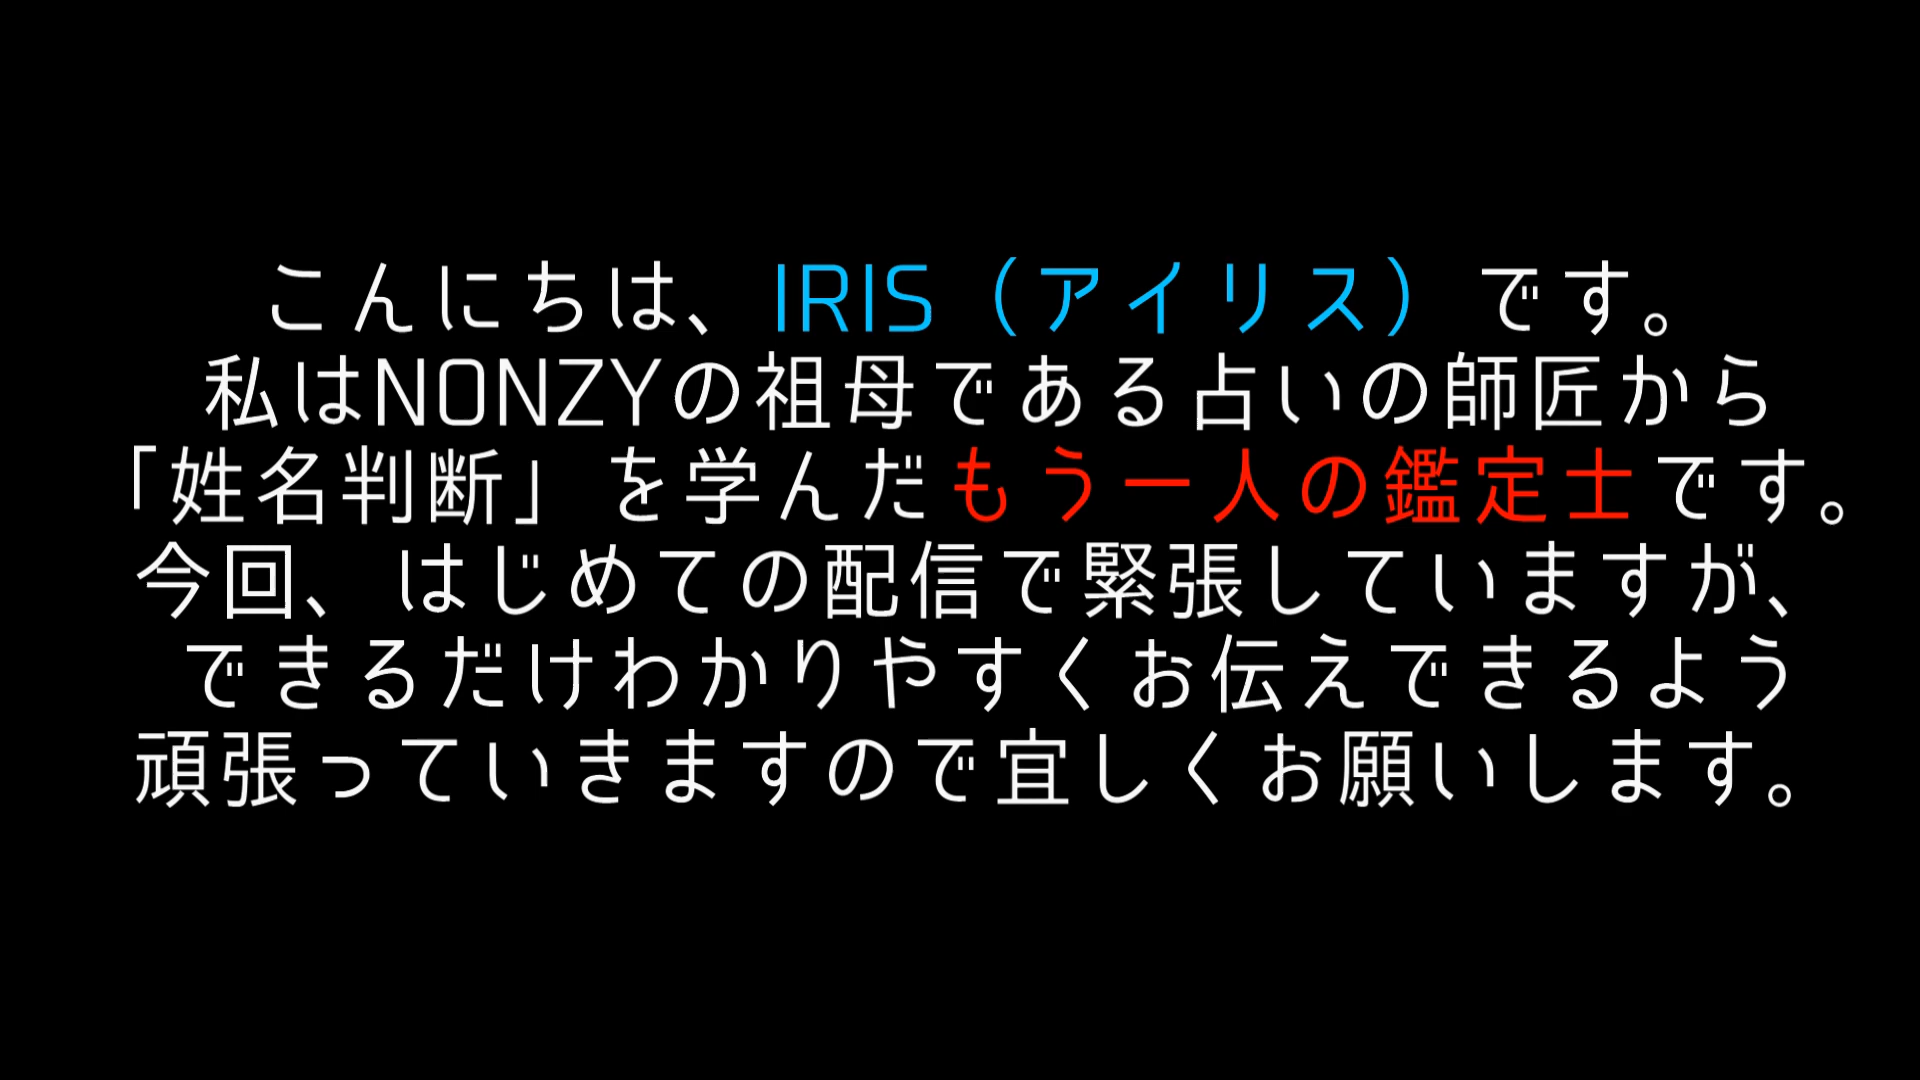 こんにちは、IRIS（アイリス）です。
私はNONZYの祖母である占いの師匠から
「姓名判断」を学んだもう一人の鑑定士です。
今回、はじめての配信で緊張していますが、
できるだけわかりやすくお伝えできるよう
頑張っていきますので宜しくお願いします。